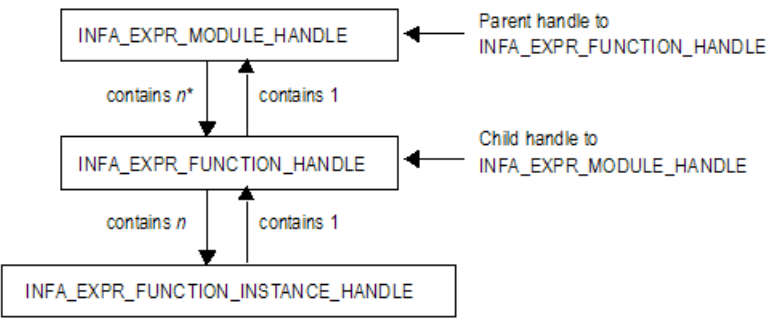 INFA_EXPR_MODULE_HANDLE
Parent handle to
INFA_EXPR_FUNCTION_HANDLE
contains n*
contains 1
INFA_EXPR_FUNCTION_HANDLE
Child handle to
INFA_EXPR_MODULE_HANDLE
contains n
contains 1
INFA_EXPR_FUNCTION_INSTANCE_HANDLE